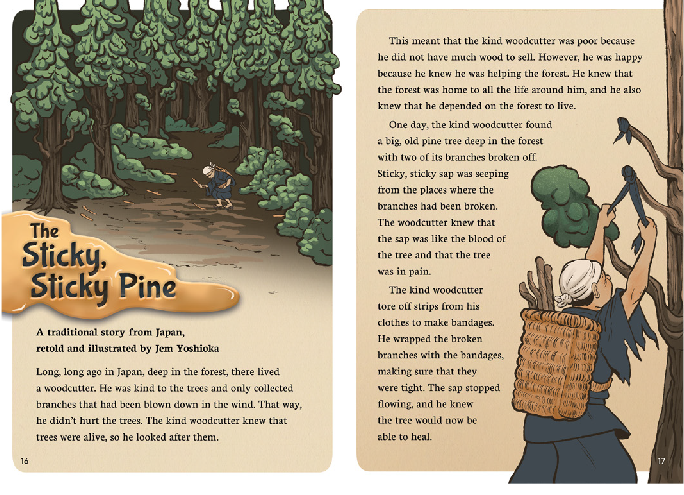 The
Sticky,
Sticky Pine
A traditional story from Japan,
retold and illustrated by Jem Yoshioka
Long, long ago in Japan, deep in the forest, there lived
a woodcutter. He was kind to the trees and only collected
branches that had been blown down in the wind. That way,
he didn't hurt the trees. The kind woodcutter knew that
trees were alive, so he looked after them.
16
This meant that the kind woodcutter was poor because
he did not have much wood to sell. However, he was happy
because he knew he was helping the forest. He knew that
the forest was home to all the life around him, and he also
knew that he depended on the forest to live.
One day, the kind woodcutter found
a big, old pine tree deep in the forest
with two of its branches broken off.
Sticky, sticky sap was seeping
from the places where the
branches had been broken.
The woodcutter knew that
the sap was like the blood of
the tree and that the tree
was in pain.
The kind woodcutter
tore off strips from his
clothes to make bandages.
He wrapped the broken
branches with the bandages,
making sure that they
were tight. The sap stopped
flowing, and he knew
the tree would now be
able to heal.
17